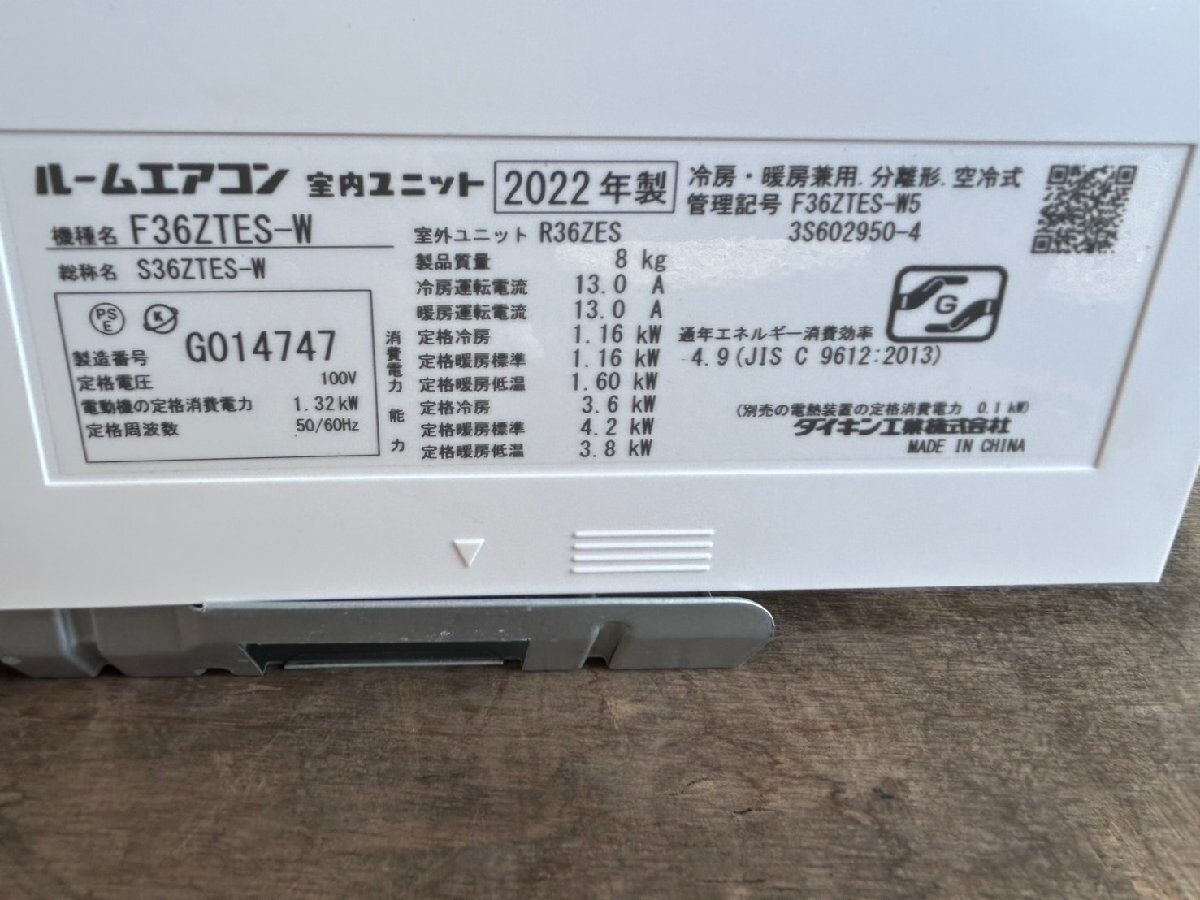 ルームエアコン 室内ユニット 2022年製 冷房・暖房兼用.分離形.空冷式
機種名 F36ZTES-W
総称名 S36ZTES-W
管理記号 F36ZTES-W5
3S602950-4
PS
E
K
製造番号 G014747
定格電圧 100V
電動機の定格消費電力 1.32kW
定格周波数 50/60Hz
室外ユニット R36ZES
製品質量 8 kg
冷房運転電流 13.0 A
暖房運転電流 13.0 A
消費電力
定格冷房 1.16 kW
定格暖房標準 1.16 kW
定格暖房低温 1.60 kW
能力
定格冷房 3.6 kW
定格暖房標準 4.2 kW
定格暖房低温 3.8 kW
G
通年エネルギー消費効率
4.9(JIS C 9612:2013)
(別売の電熱装置の定格消費電力 0.1 kW)
ダイキン工業株式会社
MADE IN CHINA